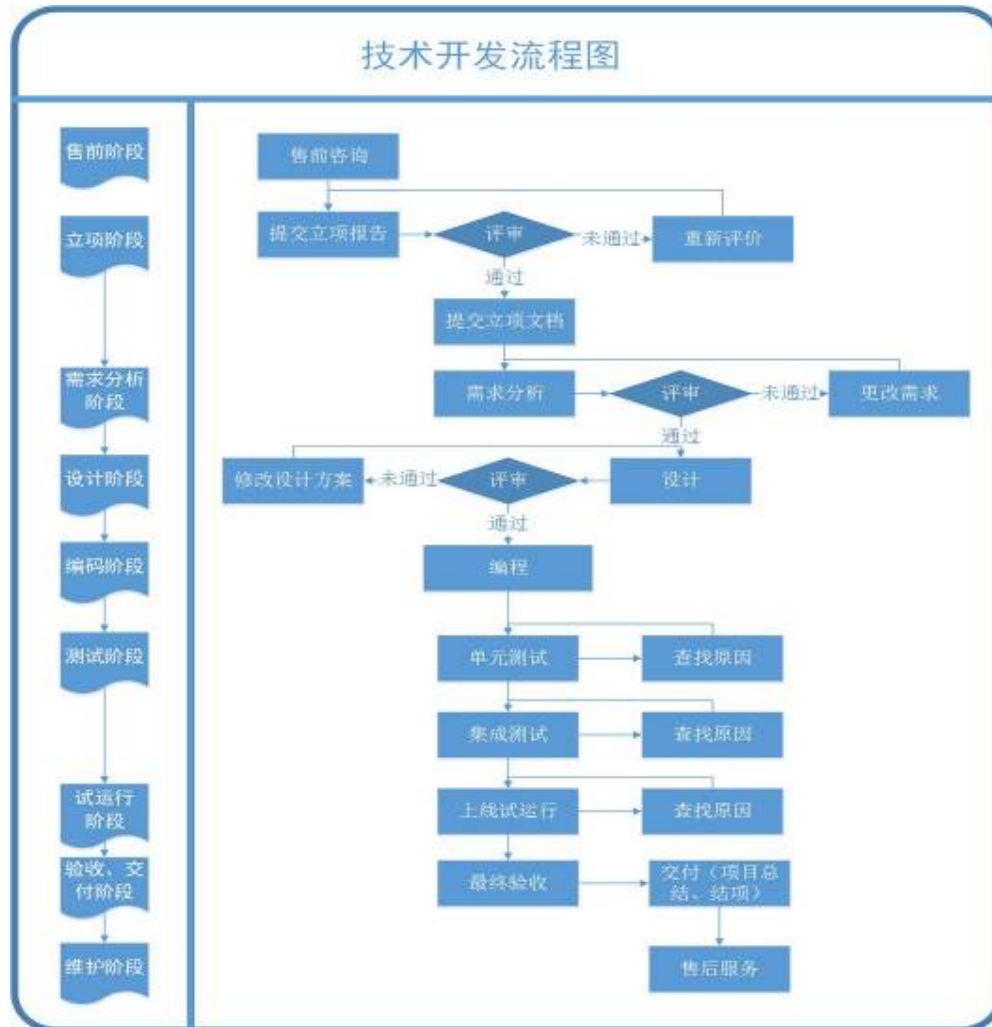 技术开发流程图
售前阶段
售前咨询
立项阶段
提交立项报告
评审
未通过
重新评价
通过
提交立项文档
需求分析
阶段
需求分析
评审
未通过
更改需求
通过
设计阶段
修改设计方案
未通过
评审
设计
通过
编码阶段
编程
测试阶段
单元测试
查找原因
集成测试
查找原因
试运行
阶段
上线试运行
查找原因
验收、交
付阶段
最终验收
交付（项目总
结、结项）
维护阶段
售后服务